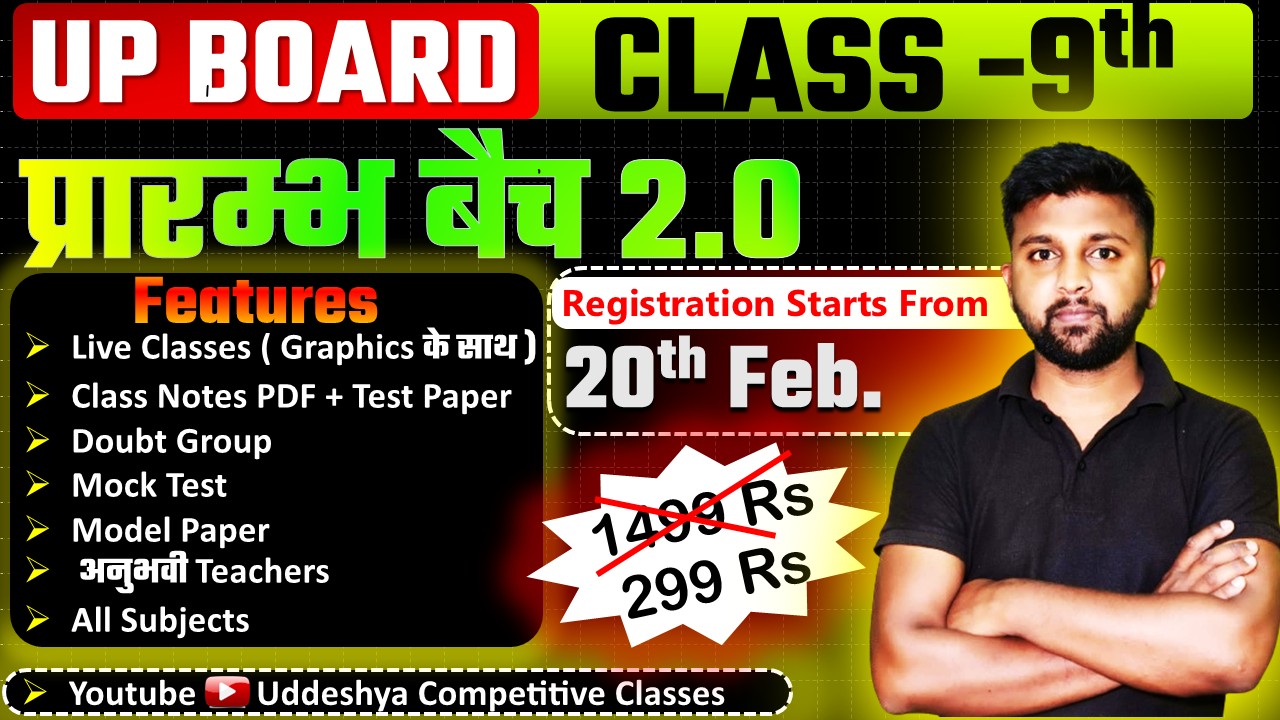 UP BOARD CLASS -9th
प्रारम्भ बैच 2.0
Features
Live Classes ( Graphics के साथ )
Class Notes PDF + Test Paper
Doubt Group
Mock Test
Model Paper
अनुभवी Teachers
All Subjects
Registration Starts From
20th Feb.
1499 Rs
299 Rs
Youtube Uddeshya Competitive Classes